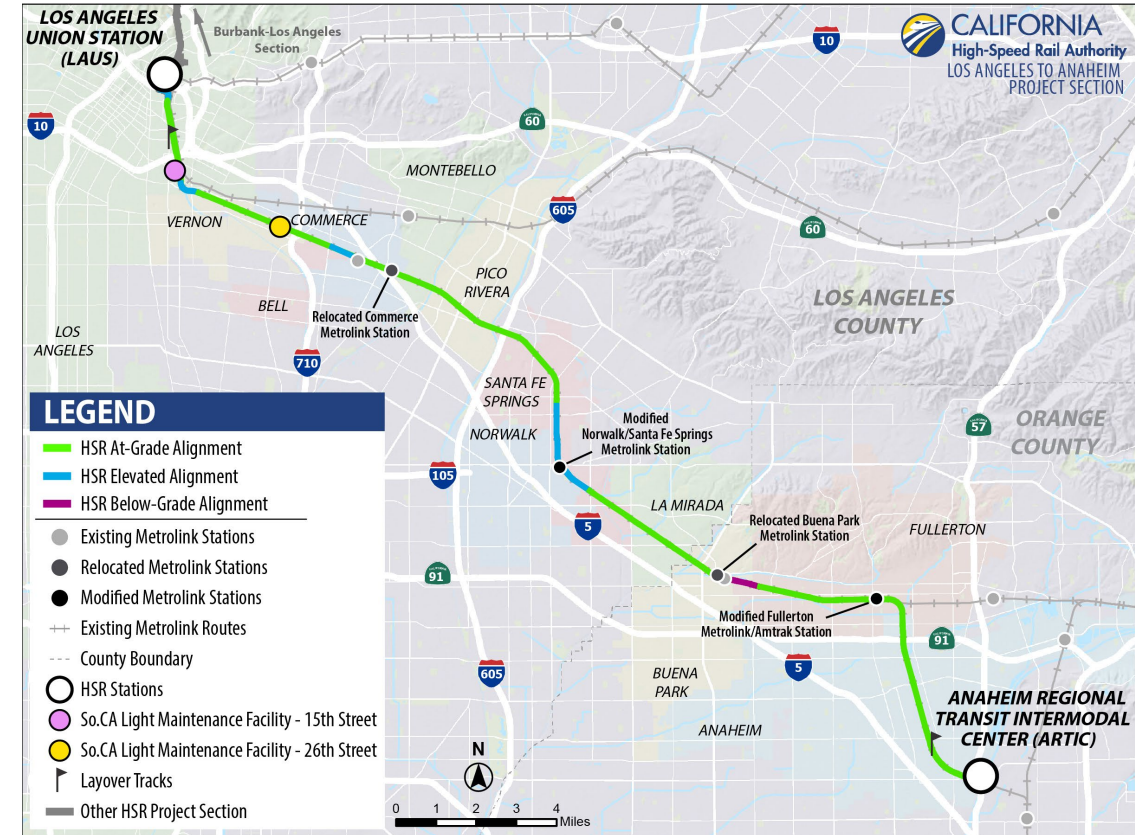 LOS ANGELES
UNION STATION
(LAUS)
Burbank-Los Angeles
Section
CALIFORNIA
High-Speed Rail Authority
LOS ANGELES TO ANAHEIM
PROJECT SECTION
10
10
CALIFORNIA
60
MONTEBELLO
605
VERNON
COMMERCE
CALIFORNIA
60
PICO
RIVERA
BELL
Relocated Commerce
Metrolink Station
LOS ANGELES
COUNTY
LOS
ANGELES
710
SANTA FE
SPRINGS
NORWALK
Modified
Norwalk/Santa Fe Springs
Metrolink Station
CALIFORNIA
57
ORANGE
COUNTY
105
LA MIRADA
5
Relocated Buena Park
Metrolink Station
FULLERTON
CALIFORNIA
91
Modified Fullerton
Metrolink/Amtrak Station
CALIFORNIA
91
605
BUENA
PARK
5
ANAHEIM
ANAHEIM REGIONAL
TRANSIT INTERMODAL
CENTER (ARTIC)
LEGEND
HSR At-Grade Alignment
HSR Elevated Alignment
HSR Below-Grade Alignment
Existing Metrolink Stations
Relocated Metrolink Stations
Modified Metrolink Stations
Existing Metrolink Routes
County Boundary
HSR Stations
So.CA Light Maintenance Facility - 15th Street
So.CA Light Maintenance Facility - 26th Street
Layover Tracks
Other HSR Project Section
N
0 1 2 3 4
Miles